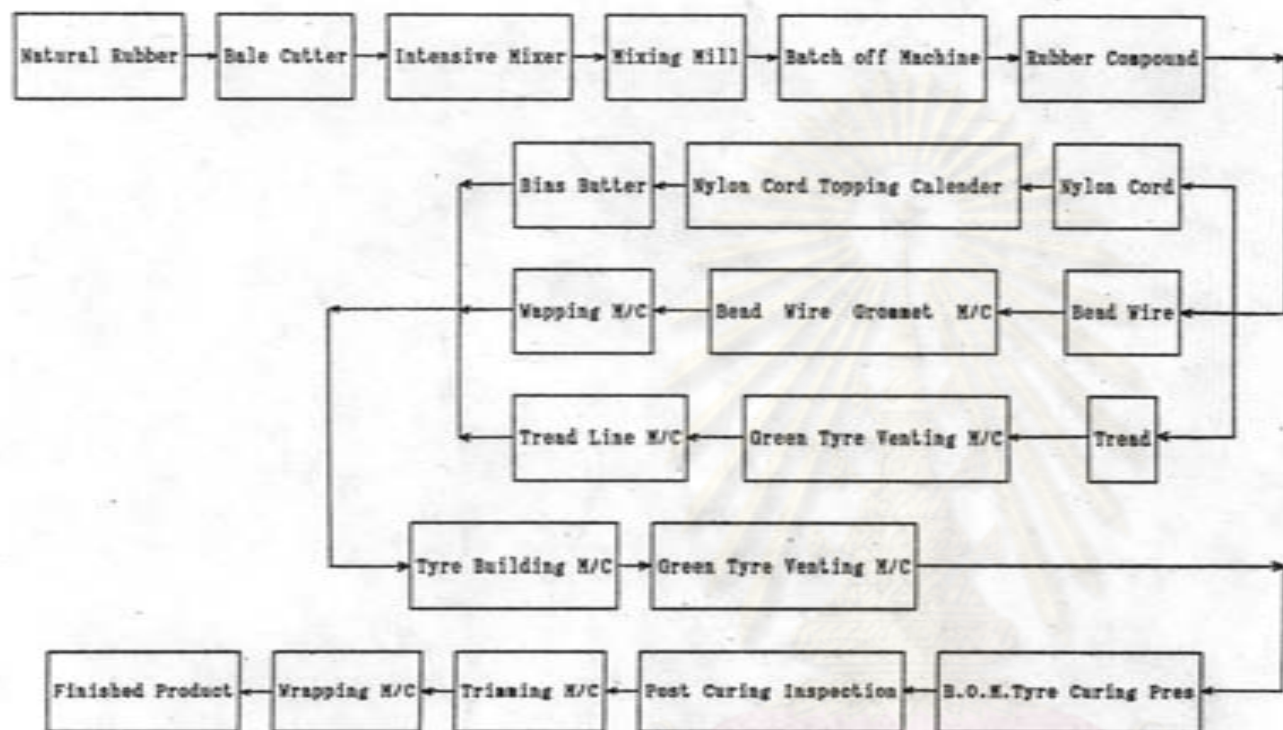 Natural Rubber
Bale Cutter
Intensive Mixer
Mixing Mill
Batch off Machine
Rubber Compound
Bias Butter
Nylon Cord Topping Calender
Nylon Cord
Wapping M/C
Bead Wire Grommet M/C
Bead Wire
Tread Line M/C
Green Tyre Venting M/C
Tread
Tyre Building M/C
Green Tyre Venting M/C
Finished Product
Wrapping M/C
Trimming M/C
Post Curing Inspection
B.O.M.Tyre Curing Pres